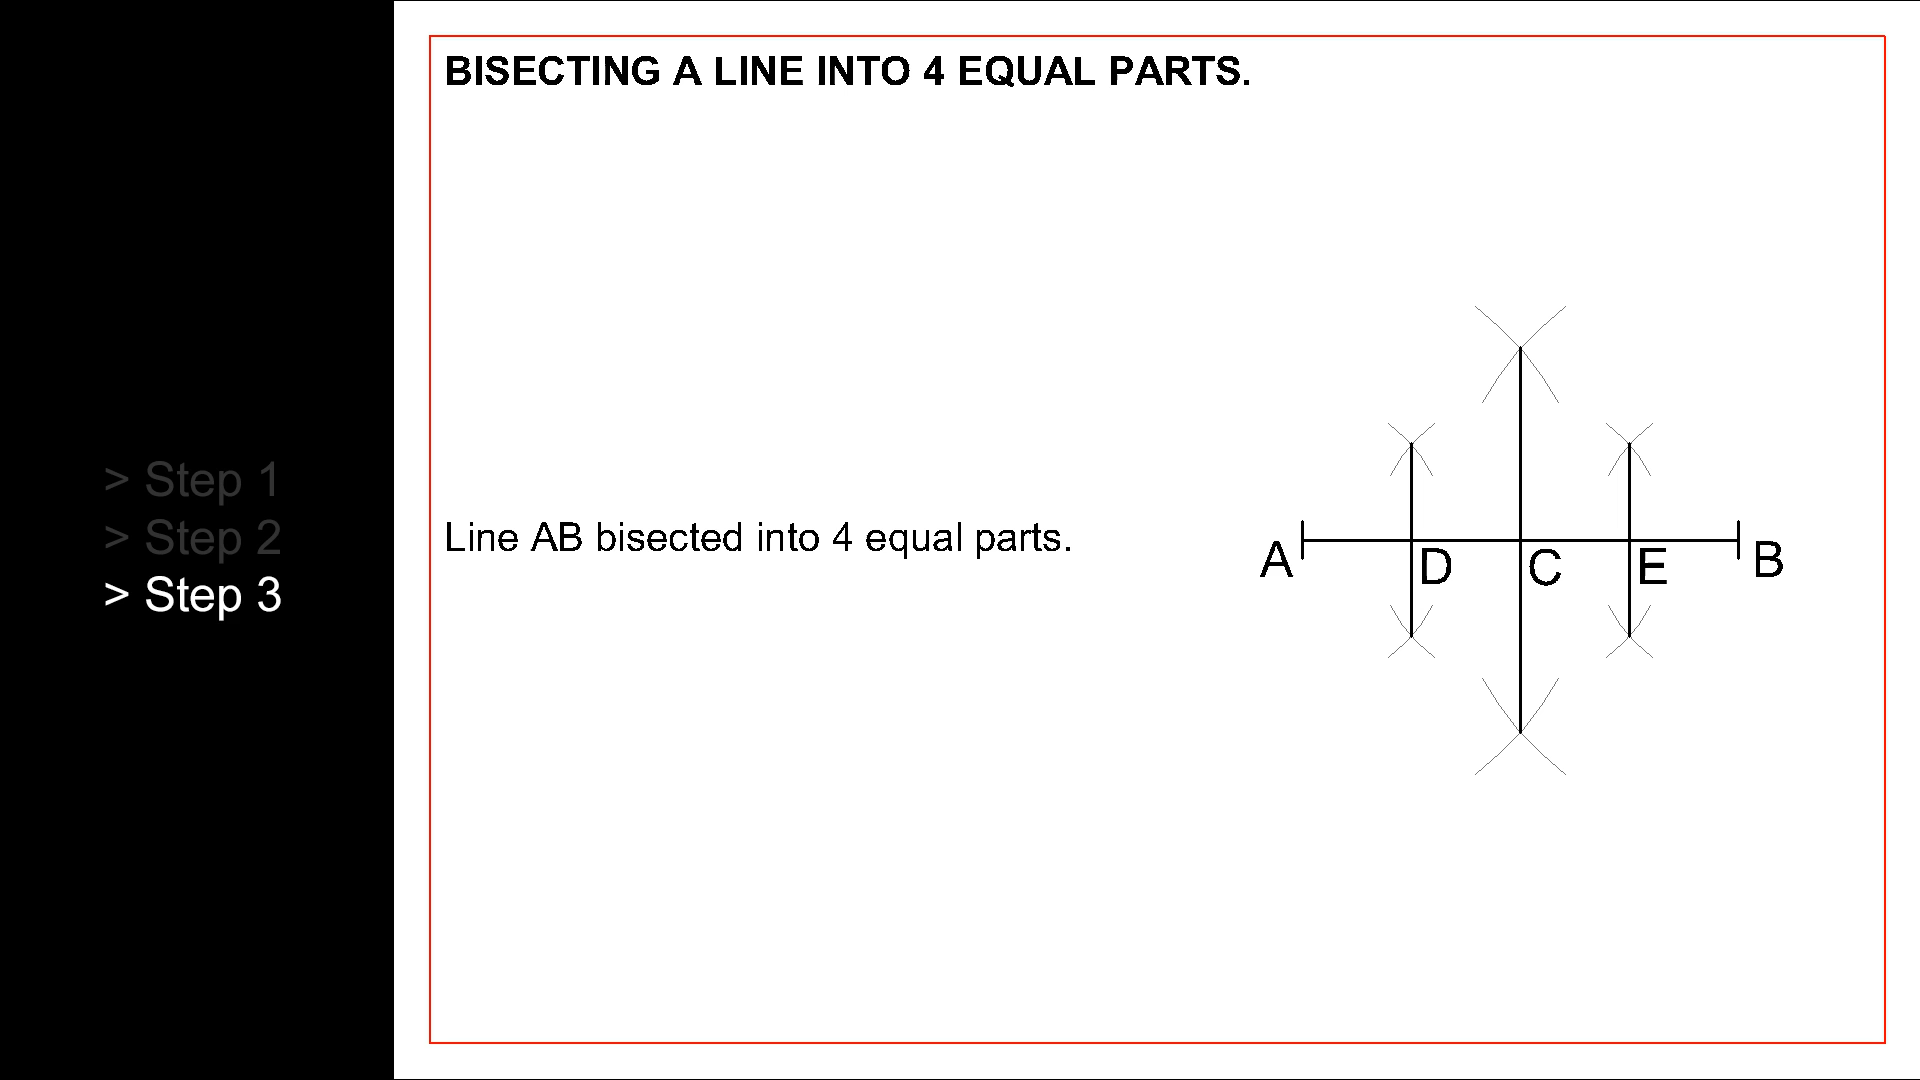 BISECTING A LINE INTO 4 EQUAL PARTS.
> Step 1
> Step 2
> Step 3
Line AB bisected into 4 equal parts.
A D C E B